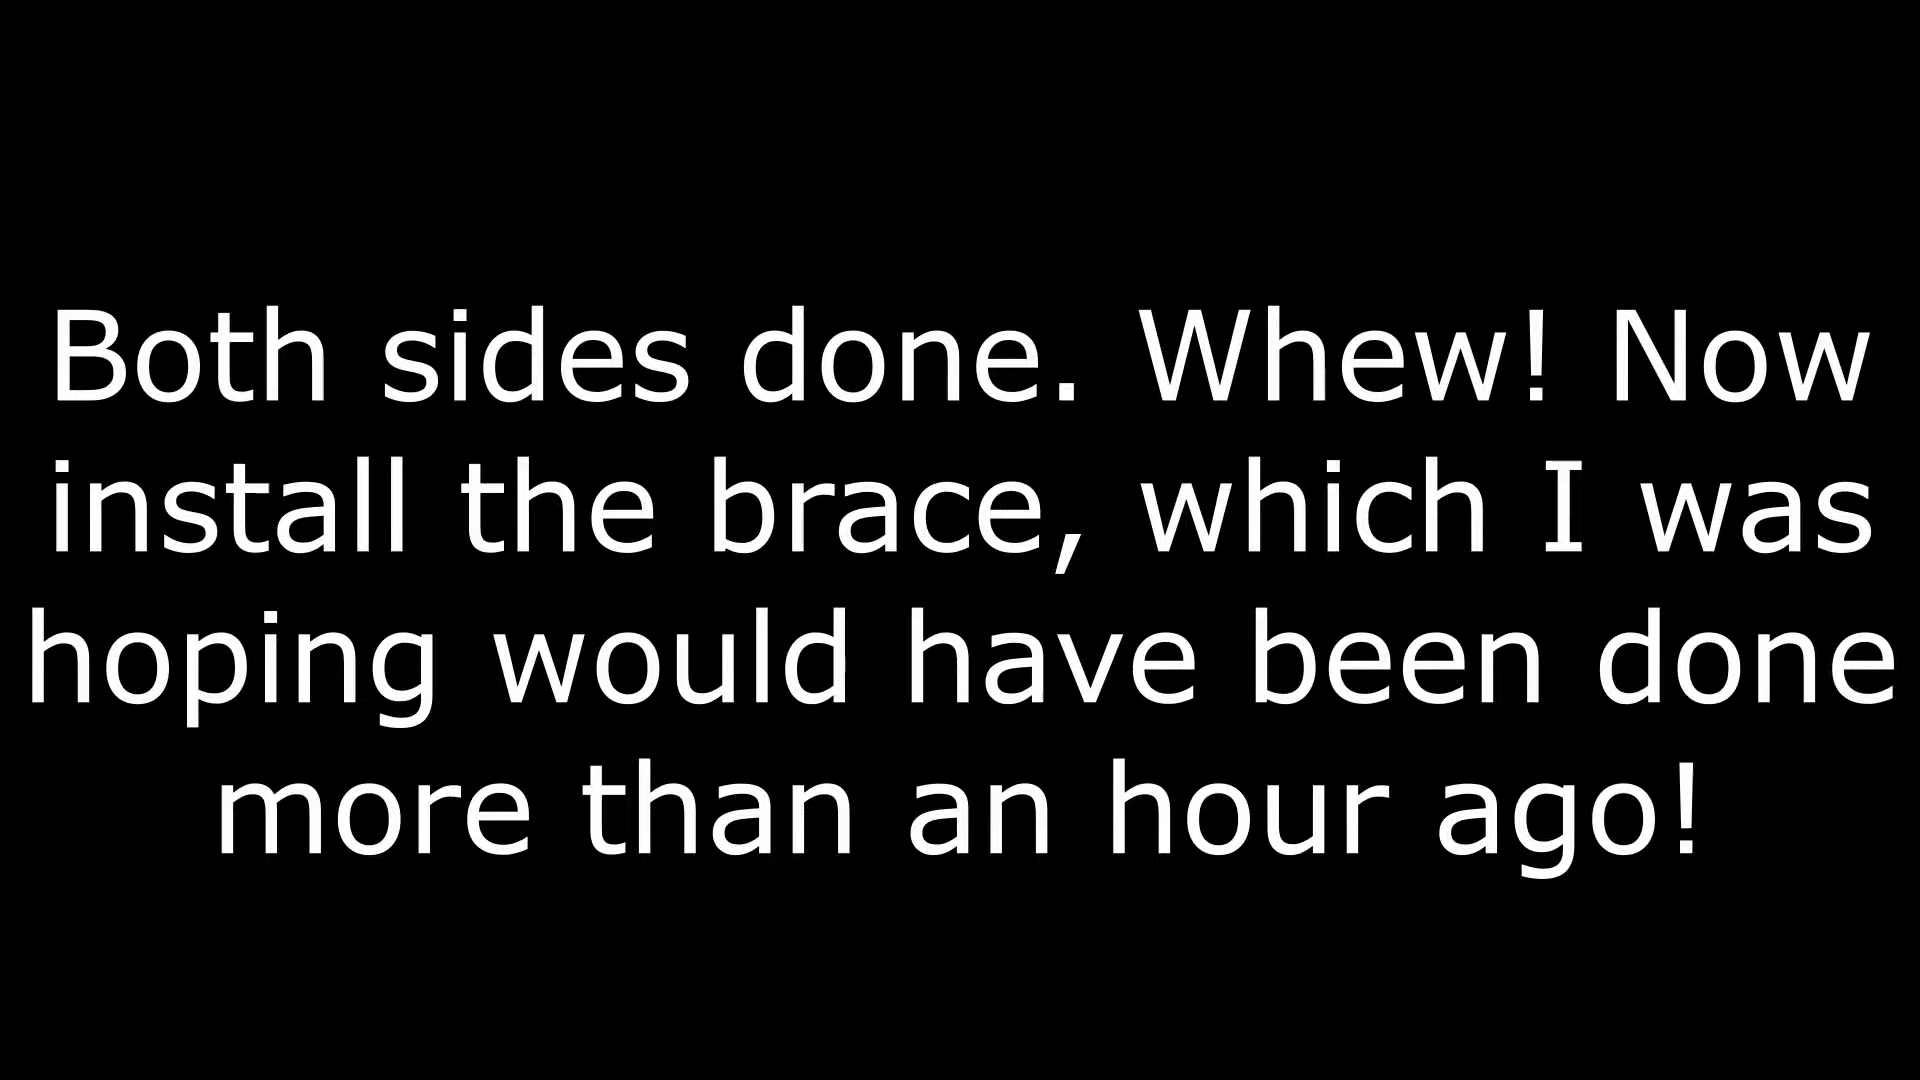 Both sides done. Whew! Now
install the brace, which I was
hoping would have been done
more than an hour ago!